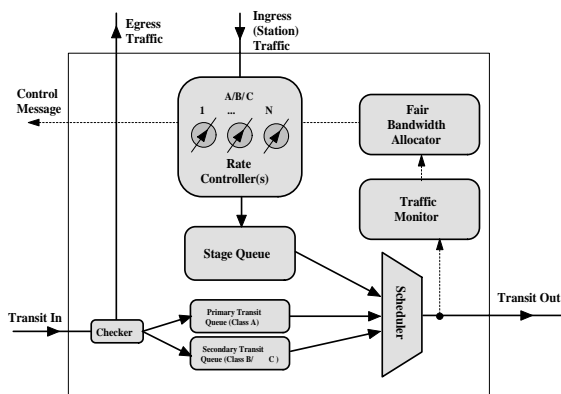 Egress
Traffic
Ingress
(Station)
Traffic
Control
Message
A/B/C
1 ... N
Rate
Controller(s)
Fair
Bandwidth
Allocator
Traffic
Monitor
Stage Queue
Scheduler
Transit In
Checker
Primary Transit
Queue (Class A)
Secondary Transit
Queue (Class B/ C )
Transit Out